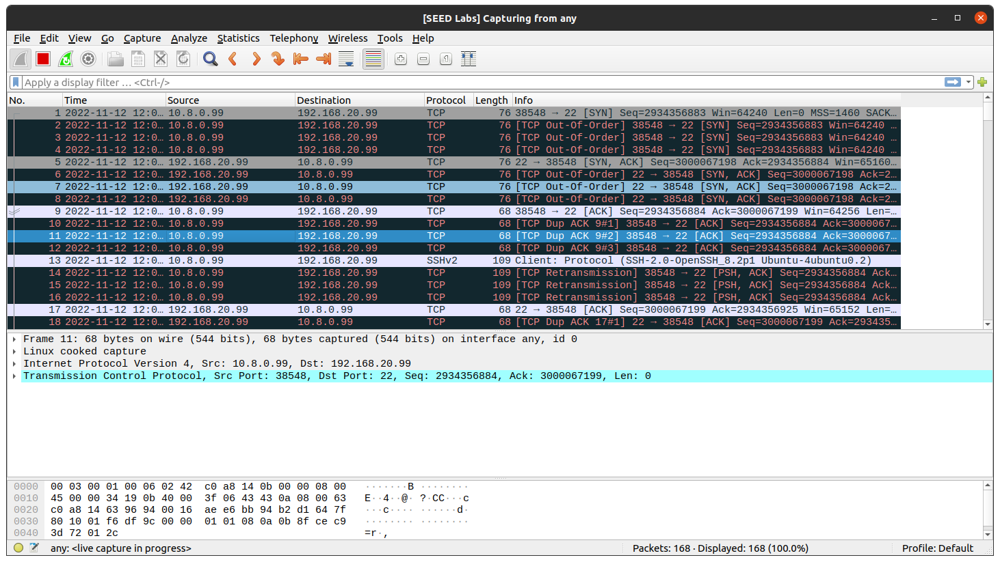 [SEED Labs] Capturing from any
File Edit View Go Capture Analyze Statistics Telephony Wireless Tools Help
Apply a display filter … <Ctrl-/>
No. Time Source Destination Protocol Length Info
1 2022-11-12 12:0… 10.8.0.99 192.168.20.99 TCP 76 38548 → 22 [SYN] Seq=2934356883 Win=64240 Len=0 MSS=1460 SACK…
2 2022-11-12 12:0… 10.8.0.99 192.168.20.99 TCP 76 [TCP Out-Of-Order] 38548 → 22 [SYN] Seq=2934356883 Win=64240 …
3 2022-11-12 12:0… 10.8.0.99 192.168.20.99 TCP 76 [TCP Out-Of-Order] 38548 → 22 [SYN] Seq=2934356883 Win=64240 …
4 2022-11-12 12:0… 10.8.0.99 192.168.20.99 TCP 76 [TCP Out-Of-Order] 38548 → 22 [SYN] Seq=2934356883 Win=64240 …
5 2022-11-12 12:0… 192.168.20.99 10.8.0.99 TCP 76 22 → 38548 [SYN, ACK] Seq=3000067198 Ack=2934356884 Win=65160…
6 2022-11-12 12:0… 192.168.20.99 10.8.0.99 TCP 76 [TCP Out-Of-Order] 22 → 38548 [SYN, ACK] Seq=3000067198 Ack=2…
7 2022-11-12 12:0… 192.168.20.99 10.8.0.99 TCP 76 [TCP Out-Of-Order] 22 → 38548 [SYN, ACK] Seq=3000067198 Ack=2…
8 2022-11-12 12:0… 192.168.20.99 10.8.0.99 TCP 76 [TCP Out-Of-Order] 22 → 38548 [SYN, ACK] Seq=3000067198 Ack=2…
9 2022-11-12 12:0… 10.8.0.99 192.168.20.99 TCP 68 38548 → 22 [ACK] Seq=2934356884 Ack=3000067199 Win=64256 Len=…
10 2022-11-12 12:0… 10.8.0.99 192.168.20.99 TCP 68 [TCP Dup ACK 9#1] 38548 → 22 [ACK] Seq=2934356884 Ack=300067…
11 2022-11-12 12:0… 10.8.0.99 192.168.20.99 TCP 68 [TCP Dup ACK 9#2] 38548 → 22 [ACK] Seq=2934356884 Ack=3000067…
12 2022-11-12 12:0… 10.8.0.99 192.168.20.99 TCP 68 [TCP Dup ACK 9#3] 38548 → 22 [ACK] Seq=2934356884 Ack=3000067…
13 2022-11-12 12:0… 10.8.0.99 192.168.20.99 SSHv2 109 Client: Protocol (SSH-2.0-OpenSSH_8.2p1 Ubuntu-4ubuntu0.2)
14 2022-11-12 12:0… 10.8.0.99 192.168.20.99 TCP 109 [TCP Retransmission] 38548 → 22 [PSH, ACK] Seq=2934356884 Ack…
15 2022-11-12 12:0… 10.8.0.99 192.168.20.99 TCP 109 [TCP Retransmission] 38548 → 22 [PSH, ACK] Seq=2934356884 Ack…
16 2022-11-12 12:0… 10.8.0.99 192.168.20.99 TCP 109 [TCP Retransmission] 38548 → 22 [PSH, ACK] Seq=2934356884 Ack…
17 2022-11-12 12:0… 192.168.20.99 10.8.0.99 TCP 68 22 → 38548 [ACK] Seq=3000067199 Ack=2934356925 Win=65152 Len=…
18 2022-11-12 12:0… 192.168.20.99 10.8.0.99 TCP 68 [TCP Dup ACK 17#1] 22 → 38548 [ACK] Seq=3000067199 Ack=293435…
Frame 11: 68 bytes on wire (544 bits), 68 bytes captured (544 bits) on interface any, id 0
Linux cooked capture
Internet Protocol Version 4, Src: 10.8.0.99, Dst: 192.168.20.99
Transmission Control Protocol, Src Port: 38548, Dst Port: 22, Seq: 2934356884, Ack: 3000067199, Len: 0
0000 00 03 00 01 00 06 02 42 c0 a8 14 0b 00 00 08 00 ·······B ········
0010 45 00 00 34 19 0b 40 00 3f 06 43 43 0a 08 00 63 E··4··@· ?·CC···c
0020 c0 a8 14 63 96 94 00 16 ae e6 bb 94 b2 d1 64 7f ···c···· ······d·
0030 80 10 01 f6 df 9c 00 00 01 01 08 0a 0b 8f ce c9 ········ ········
0040 3d 72 01 2c =r·,
any: <live capture in progress> Packets: 168 · Displayed: 168 (100.0%) Profile: Default